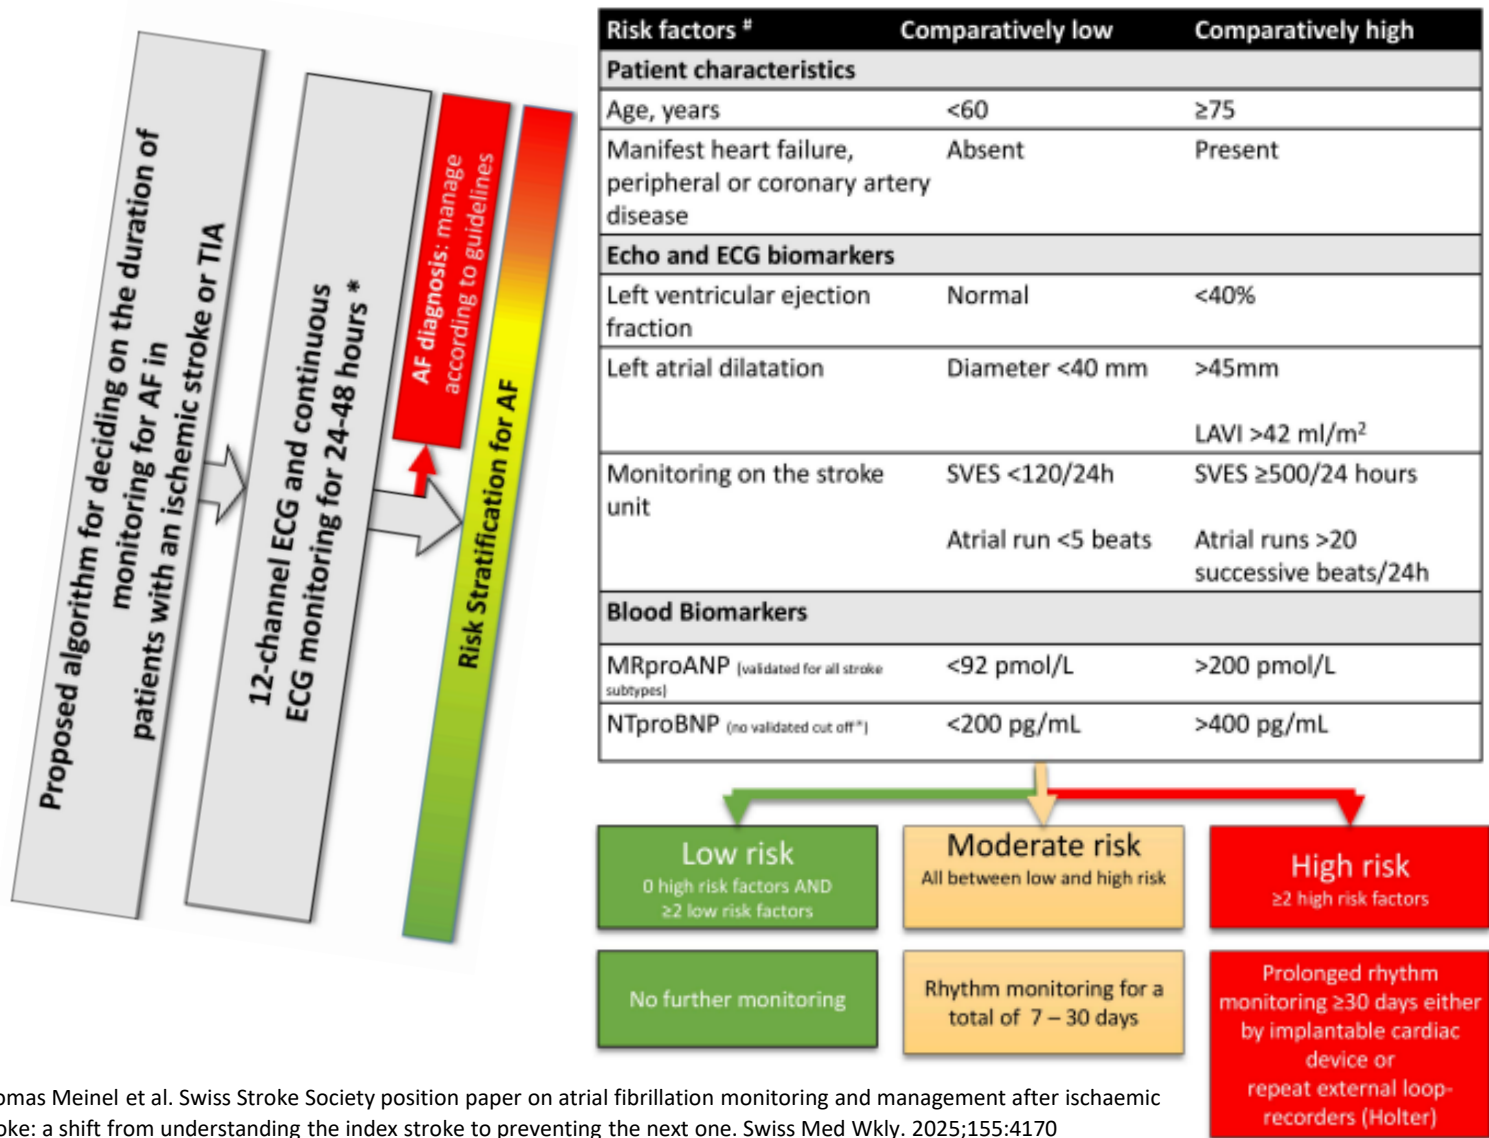 Proposed algorithm for deciding on the duration of
monitoring for AF in
patients with an ischemic stroke or TIA
12-channel ECG and continuous
ECG monitoring for 24-48 hours *
AF diagnosis: manage
according to guidelines
Risk Stratification for AF
Risk factors # Comparatively low Comparatively high
Patient characteristics
Age, years <60 ≥75
Manifest heart failure, Absent Present
peripheral or coronary artery
disease
Echo and ECG biomarkers
Left ventricular ejection Normal <40%
fraction
Left atrial dilatation Diameter <40 mm >45mm
LAVI >42 ml/m²
Monitoring on the stroke SVES <120/24h SVES ≥500/24 hours
unit
Atrial run <5 beats Atrial runs >20
successive beats/24h
Blood Biomarkers
MRproANP (validated for all stroke <92 pmol/L >200 pmol/L
subtypes)
NTproBNP (no validated cut off*) <200 pg/mL >400 pg/mL
Low risk
0 high risk factors AND
≥2 low risk factors
Moderate risk
All between low and high risk
High risk
≥2 high risk factors
No further monitoring
Rhythm monitoring for a
total of 7 – 30 days
Prolonged rhythm
monitoring ≥30 days either
by implantable cardiac
device or
repeat external loop-
recorders (Holter)
omas Meinel et al. Swiss Stroke Society position paper on atrial fibrillation monitoring and management after ischaemic
oke: a shift from understanding the index stroke to preventing the next one. Swiss Med Wkly. 2025;155:4170